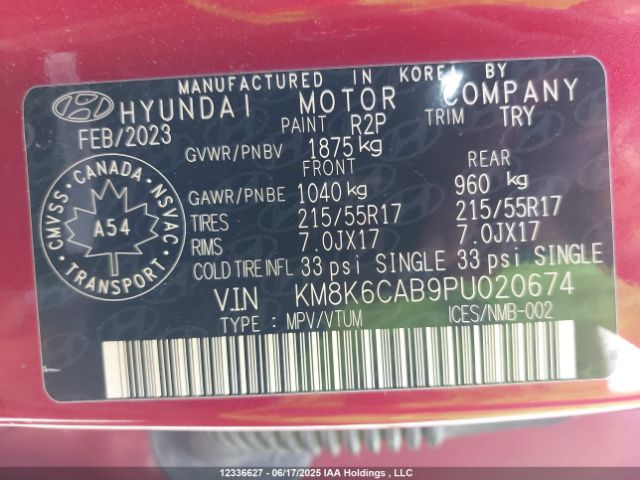 MANUFACTURED IN KOREA BY
HYUNDAI MOTOR COMPANY
FEB/2023 PAINT R2P TRIM TRY
GVWR/PNBV 1875 kg
FRONT REAR
GAWR/PNBE 1040 kg 960 kg
TIRES 215/55R17 215/55R17
RIMS 7.0JX17 7.0JX17
COLD TIRE INFL 33 psi SINGLE 33 psi SINGLE
VIN KM8K6CAB9PU020674
TYPE : MPV/VTUM ICES/NMB-002
CMVSS · CANADA · NSVAC
A54
TRANSPORT
12336627 - 06/17/2025 IAA Holdings , LLC